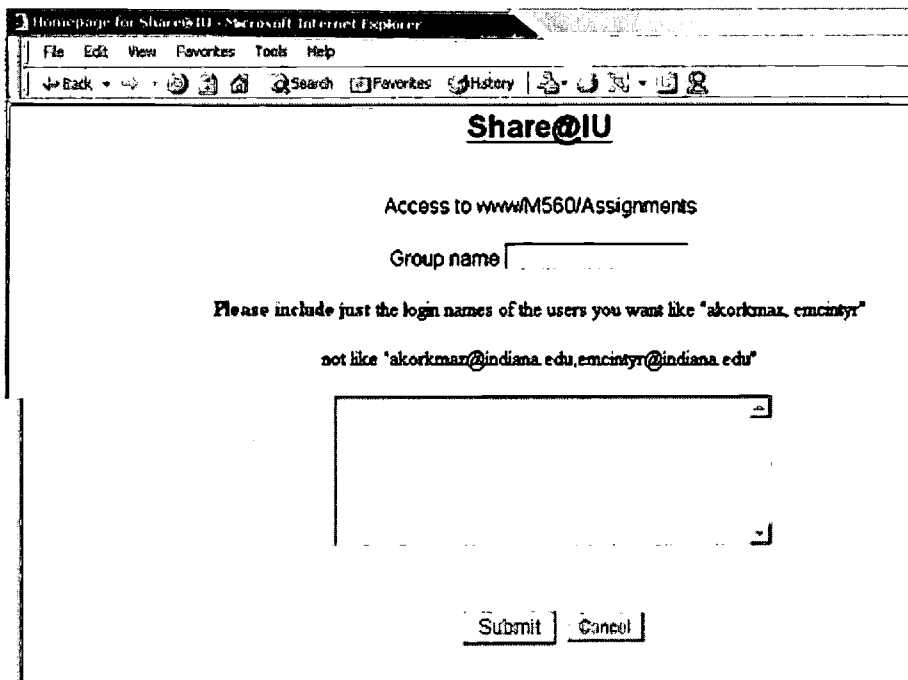 Homepage for Share@IU - Microsoft Internet Explorer
File Edit View Favorites Tools Help
Back Search Favorites History
Share@IU
Access to www/M560/Assignments
Group name
Please include just the login names of the users you want like "akorkmaz, emcintyr"
not like "akorkmaz@indiana.edu,emcintyr@indiana.edu"
Submit Cancel